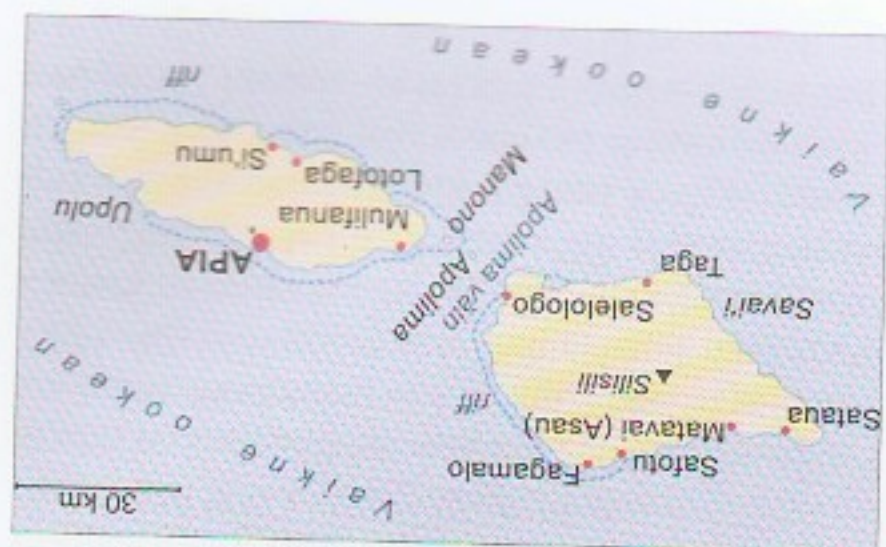 30 km
Vaikne ookean
Fagamalo
Safotu
Sataua
Matavai (Asau)
riff
Silisili
Savai'i
Salelologo
Taga
Apolima
Apolima väin
Manono
APIA
Upolu
Mulifanua
Lotofaga
Si'umu
riff
Vaikne ookean